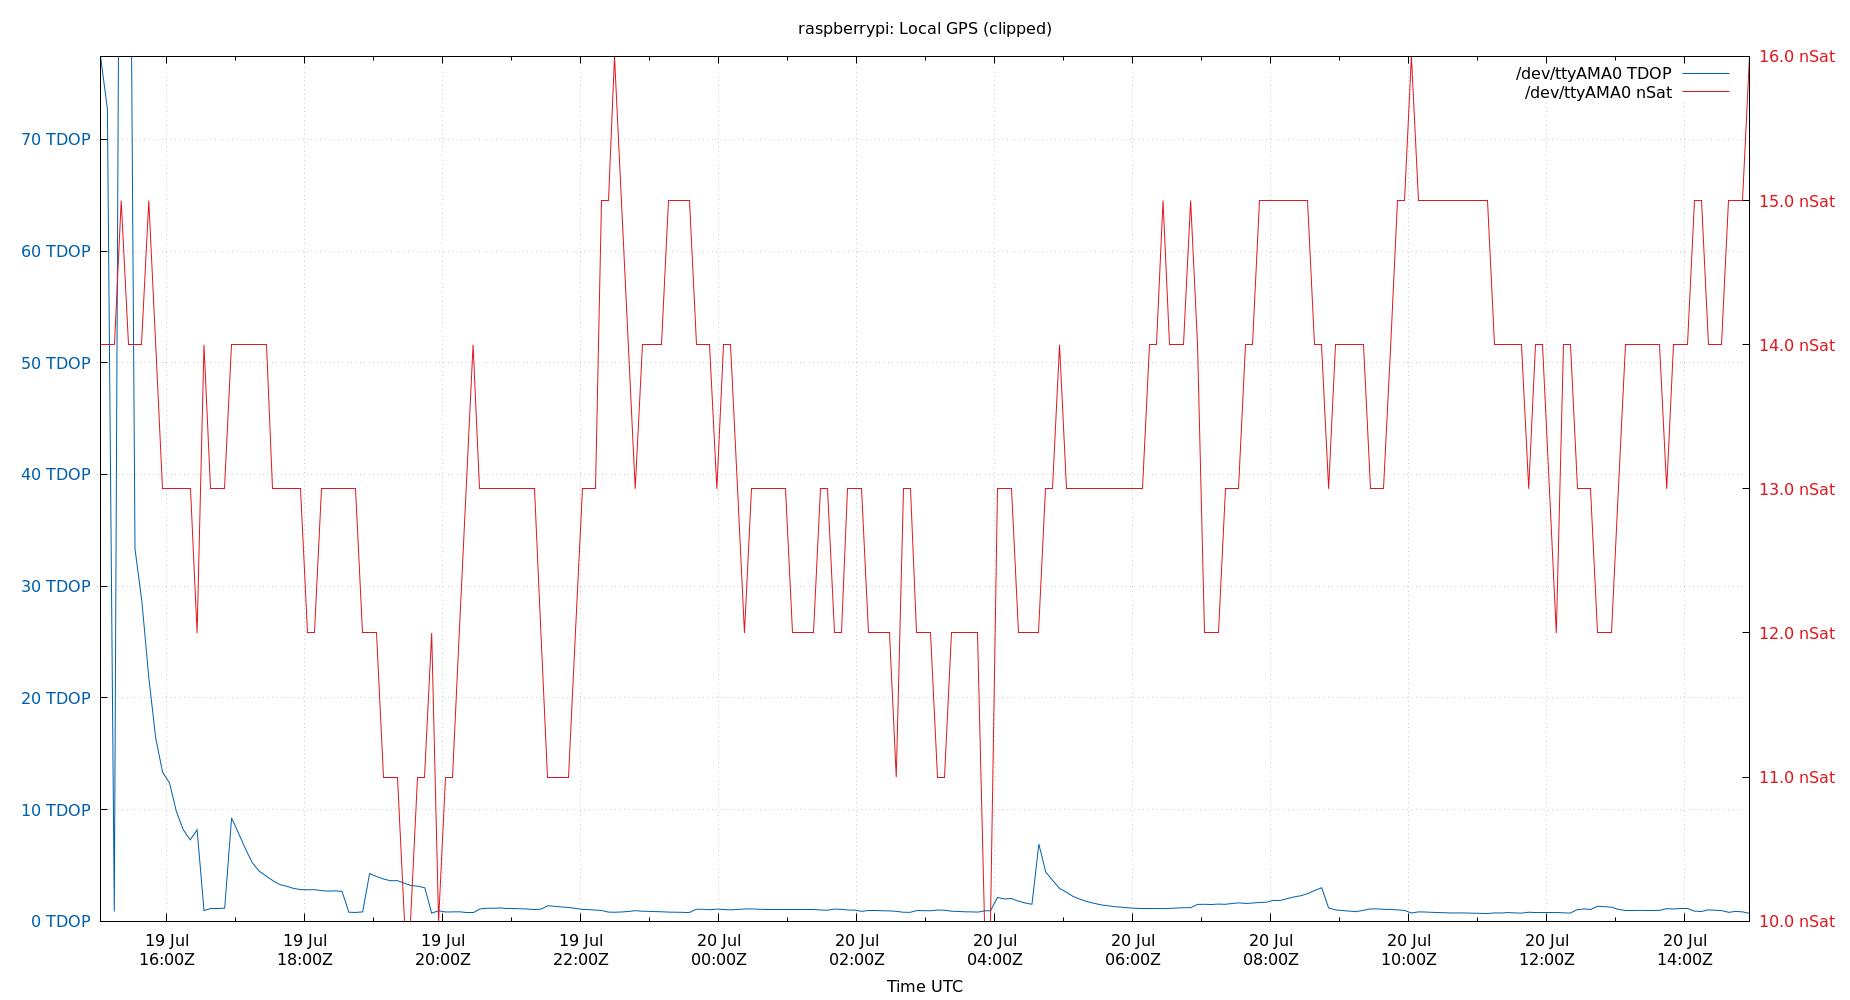 raspberrypi: Local GPS (clipped)
/dev/ttyAMA0 TDOP
/dev/ttyAMA0 nSat
70 TDOP
60 TDOP
50 TDOP
40 TDOP
30 TDOP
20 TDOP
10 TDOP
0 TDOP
16.0 nSat
15.0 nSat
14.0 nSat
13.0 nSat
12.0 nSat
11.0 nSat
10.0 nSat
19 Jul
16:00Z
19 Jul
18:00Z
19 Jul
20:00Z
19 Jul
22:00Z
20 Jul
00:00Z
20 Jul
02:00Z
20 Jul
04:00Z
20 Jul
06:00Z
20 Jul
08:00Z
20 Jul
10:00Z
20 Jul
12:00Z
20 Jul
14:00Z
Time UTC